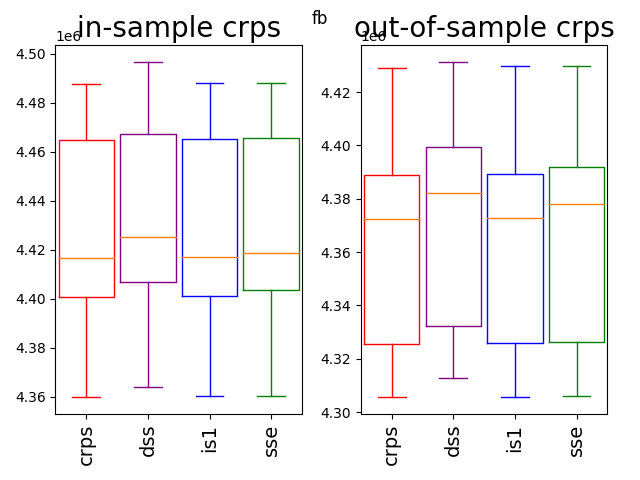 fb
in-sample crps
1e6
4.50
4.48
4.46
4.44
4.42
4.40
4.38
4.36
crps
dss
is1
sse
out-of-sample crps
1e6
4.42
4.40
4.38
4.36
4.34
4.32
4.30
crps
dss
is1
sse